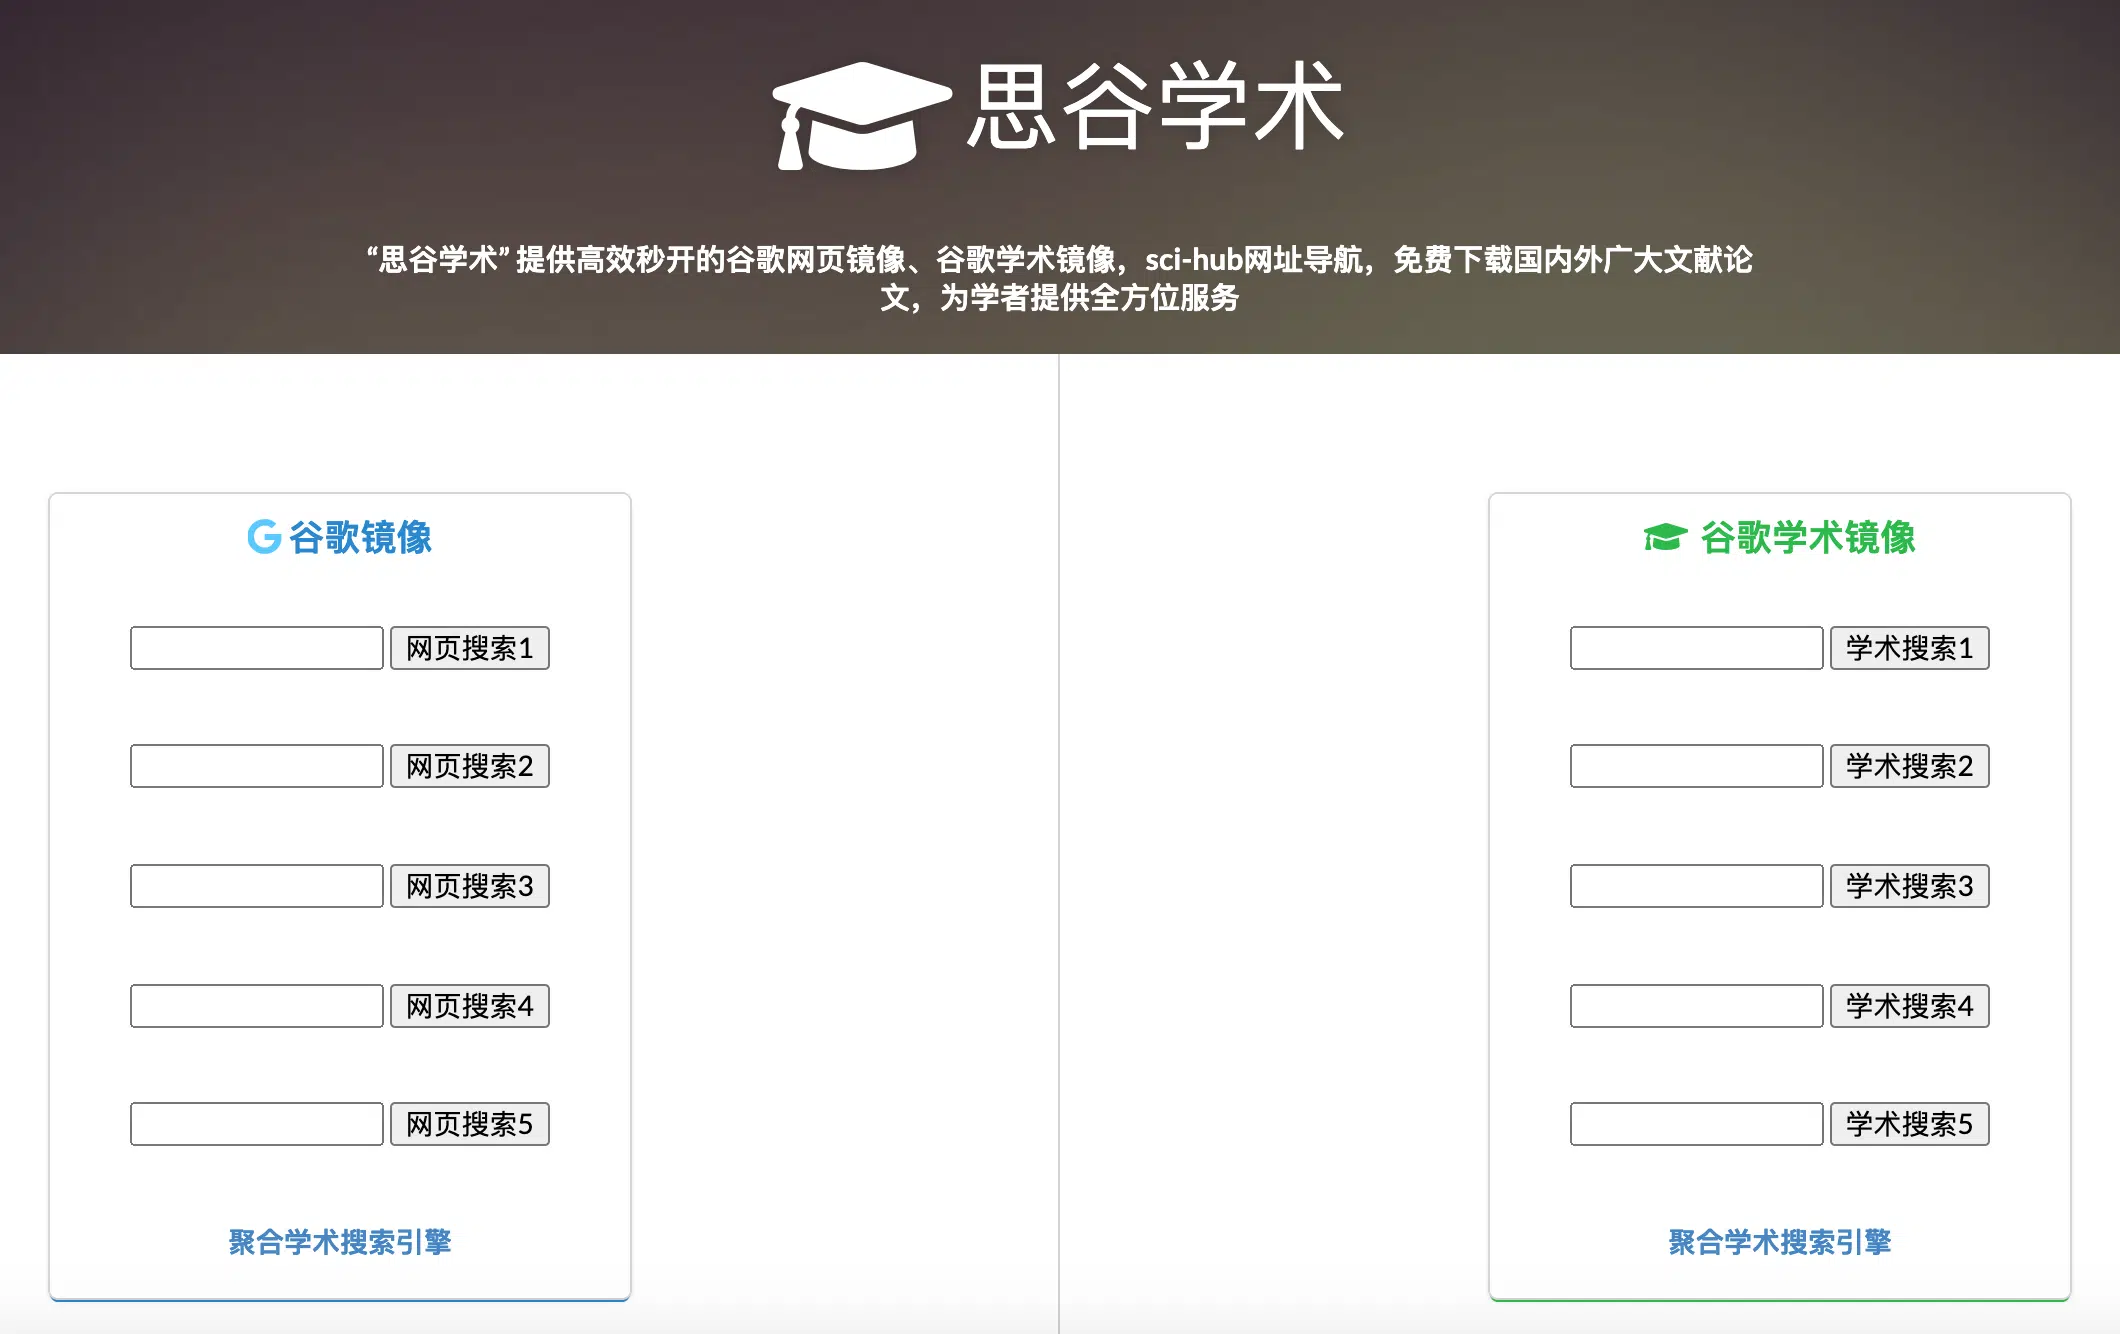 思谷学术
“思谷学术” 提供高效秒开的谷歌网页镜像、谷歌学术镜像，sci-hub网址导航，免费下载国内外广大文献论
文，为学者提供全方位服务
谷歌镜像
网页搜索1
网页搜索2
网页搜索3
网页搜索4
网页搜索5
聚合学术搜索引擎
谷歌学术镜像
学术搜索1
学术搜索2
学术搜索3
学术搜索4
学术搜索5
聚合学术搜索引擎